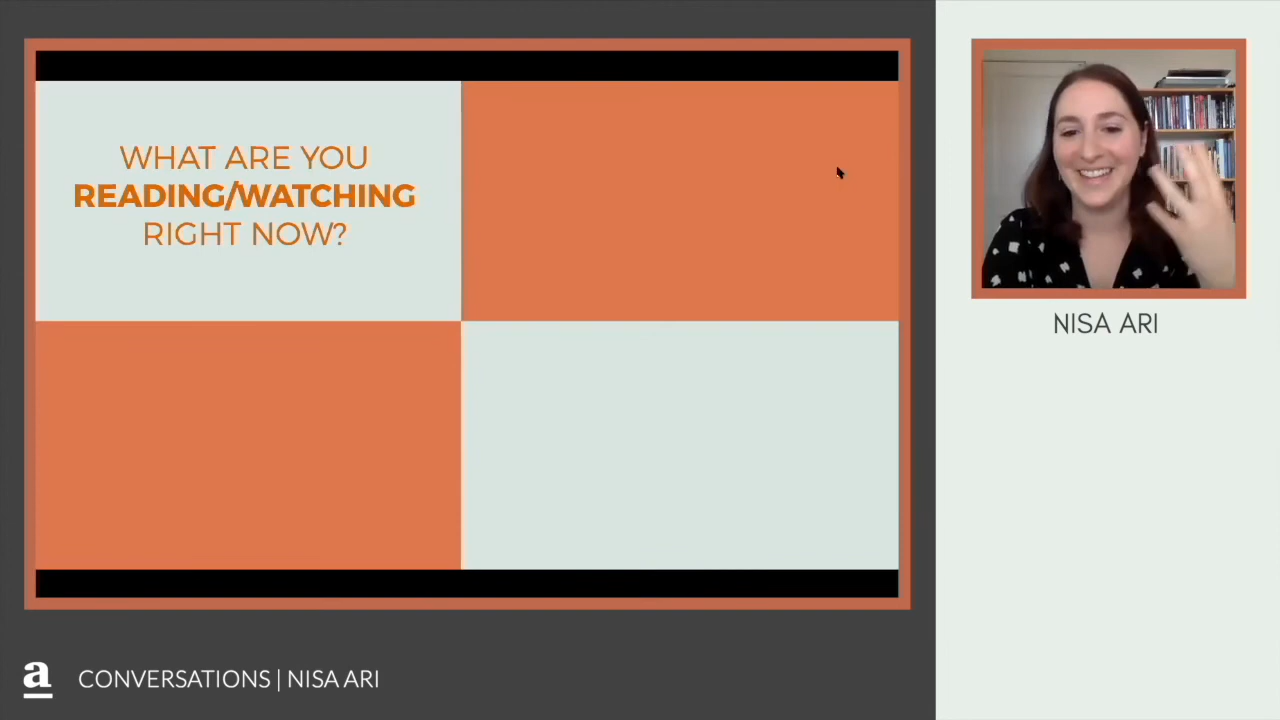 WHAT ARE YOU
READING/WATCHING
RIGHT NOW?
NISA ARI
a CONVERSATIONS | NISA ARI